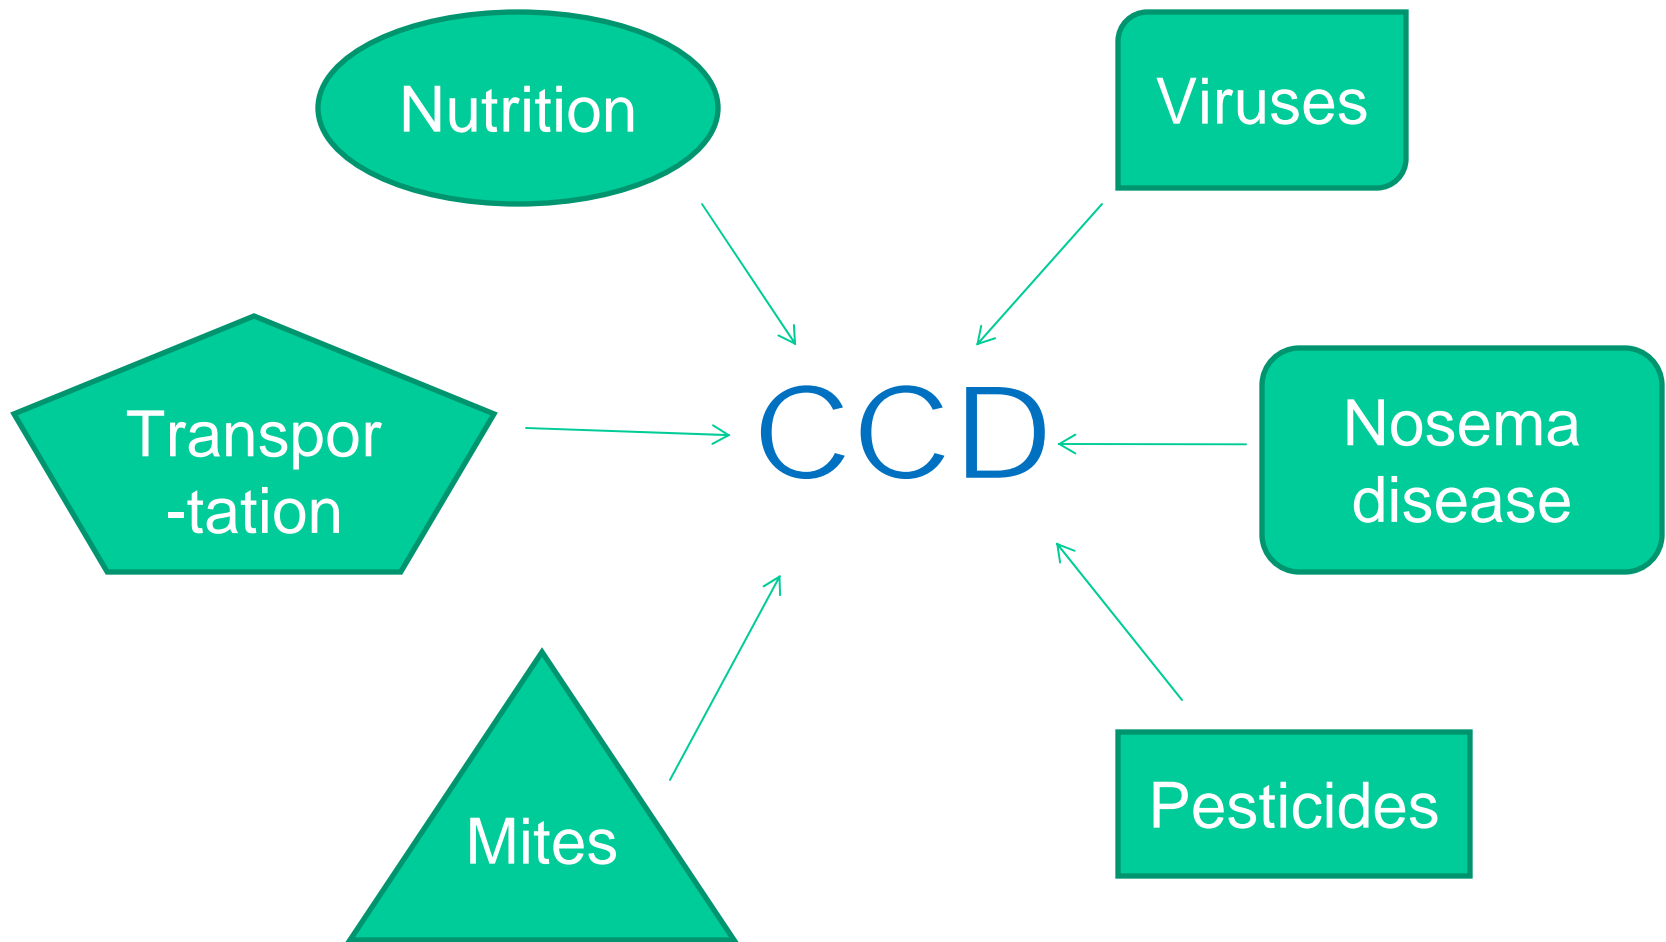 Nutrition
Viruses
Transpor
-tation
CCD
Nosema
disease
Mites
Pesticides